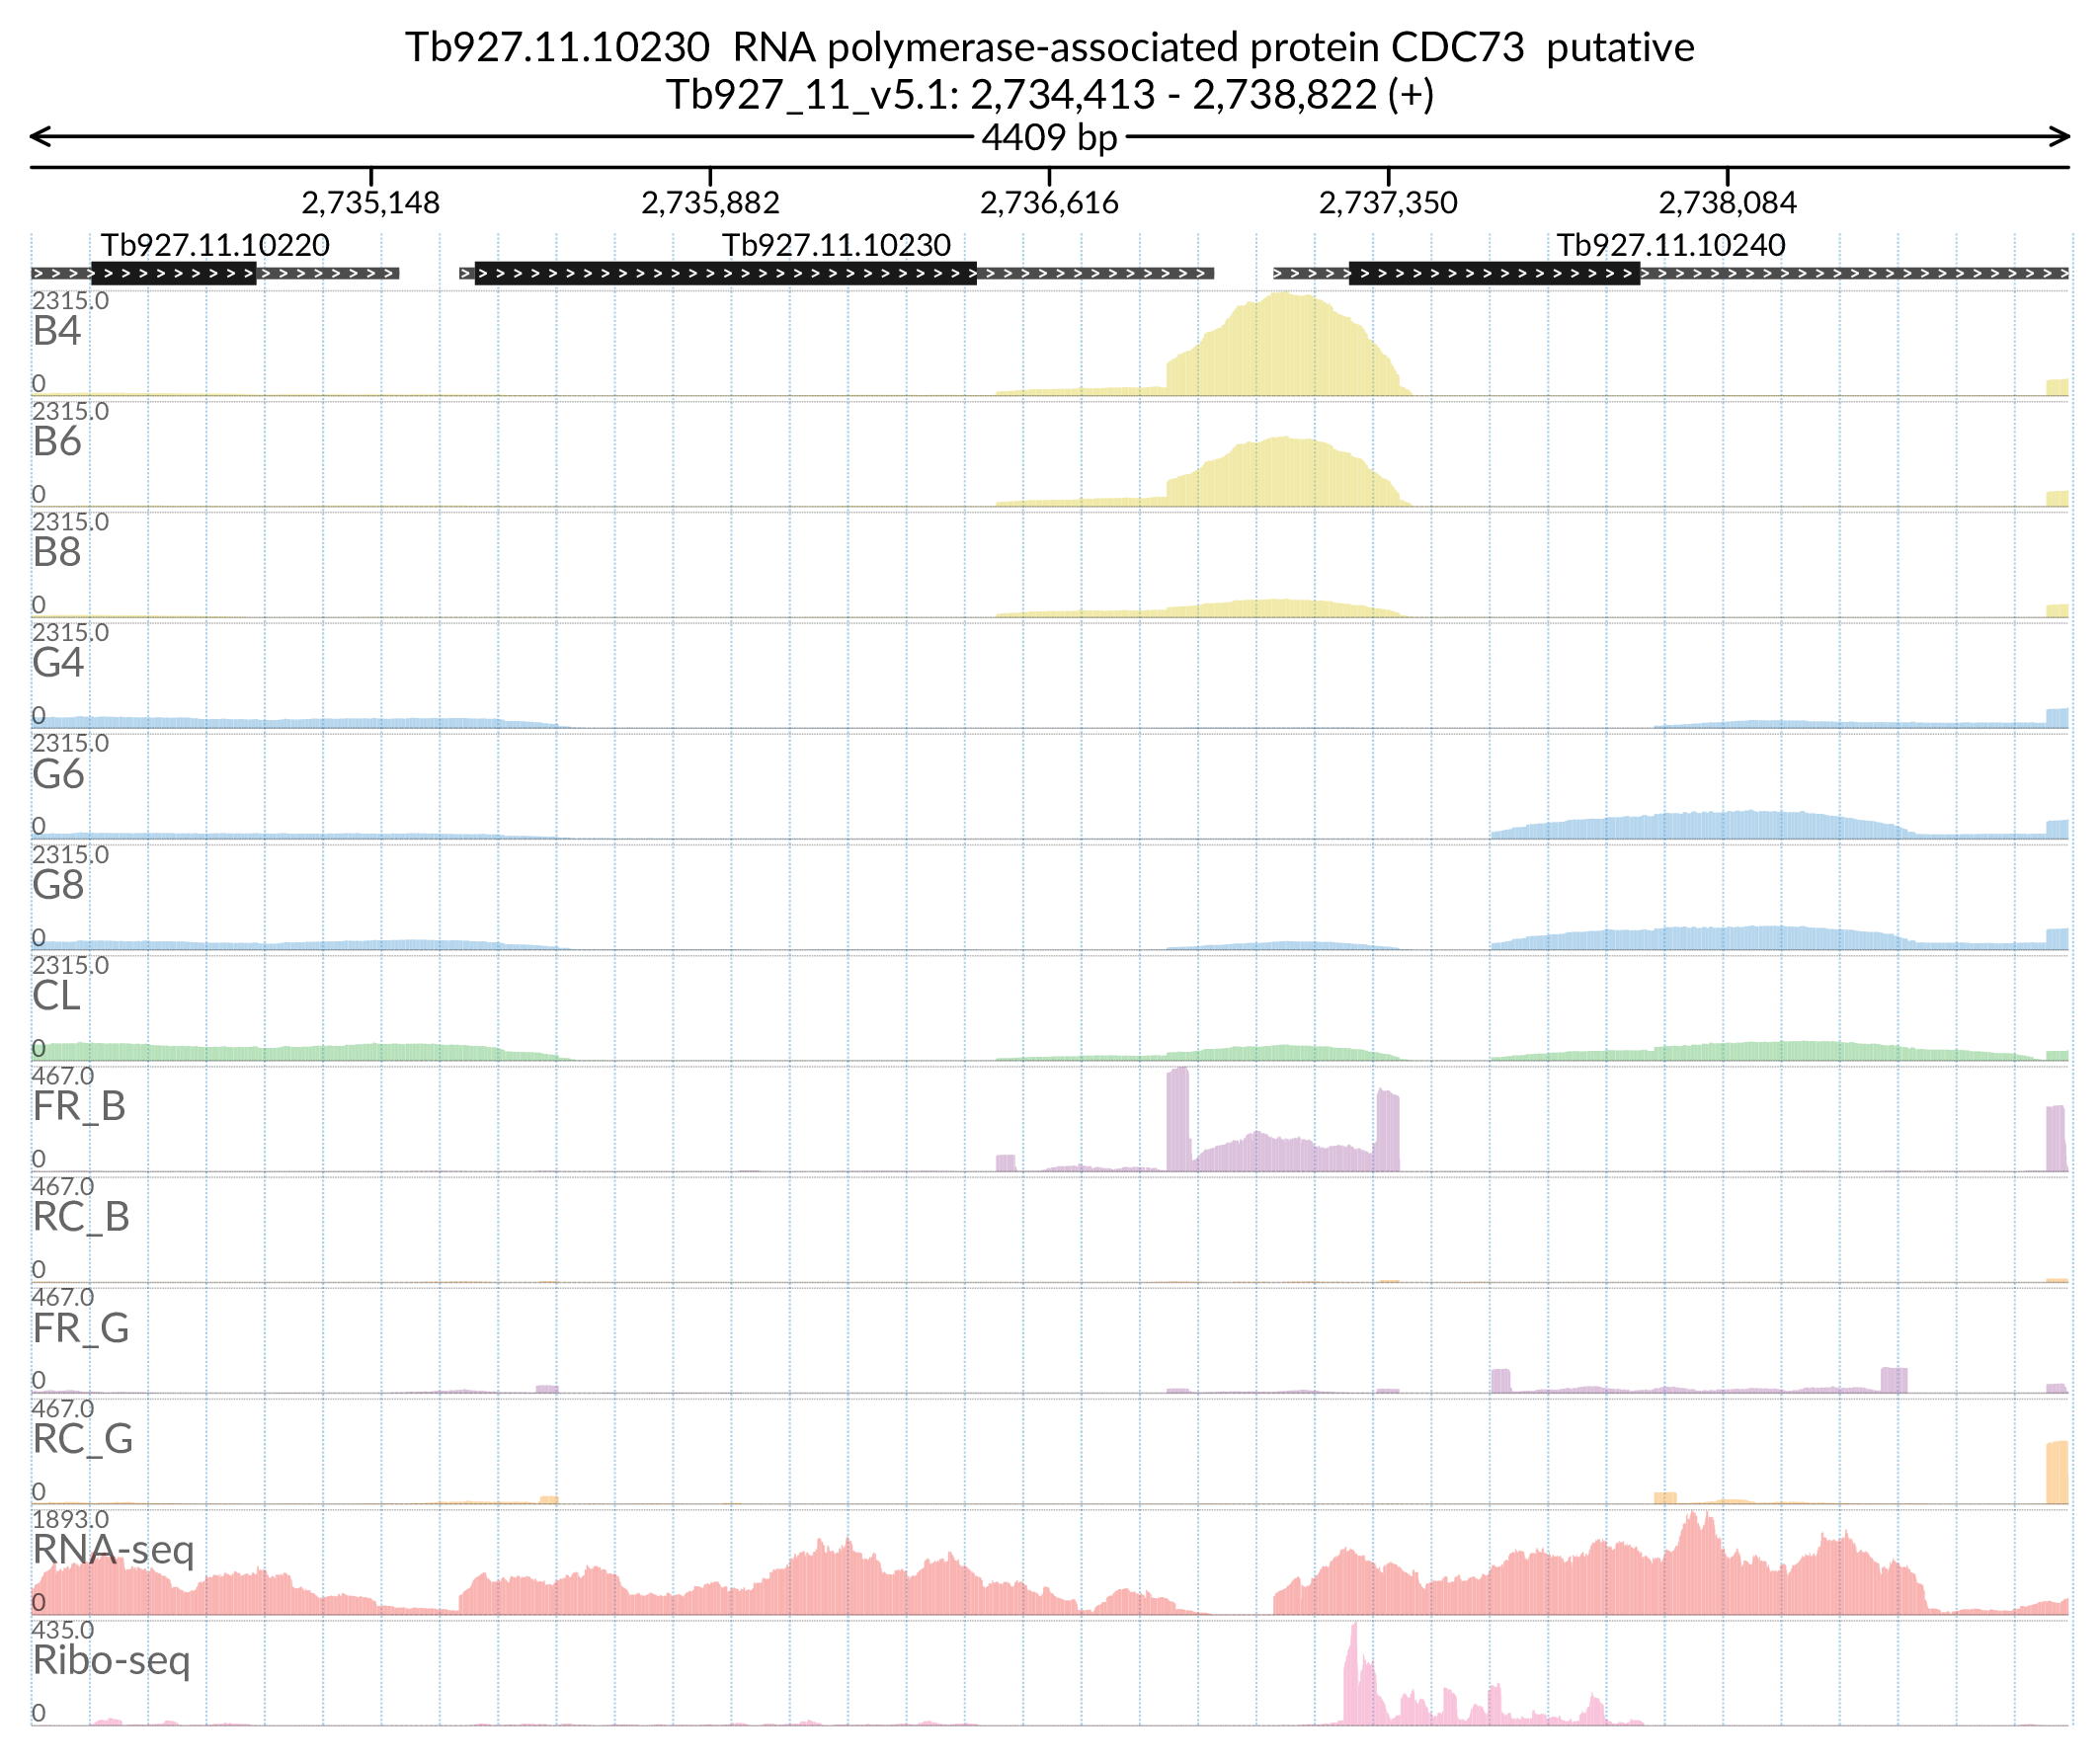 Tb927.11.10230  RNA polymerase-associated protein CDC73  putative
Tb927_11_v5.1: 2,734,413 - 2,738,822 (+)
4409 bp
2,735,148 2,735,882 2,736,616 2,737,350 2,738,084
Tb927.11.10220 Tb927.11.10230 Tb927.11.10240
2315.0
B4
0
2315.0
B6
0
2315.0
B8
0
2315.0
G4
0
2315.0
G6
0
2315.0
G8
0
2315.0
CL
0
467.0
FR_B
0
467.0
RC_B
0
467.0
FR_G
0
467.0
RC_G
0
1893.0
RNA-seq
0
435.0
Ribo-seq
0